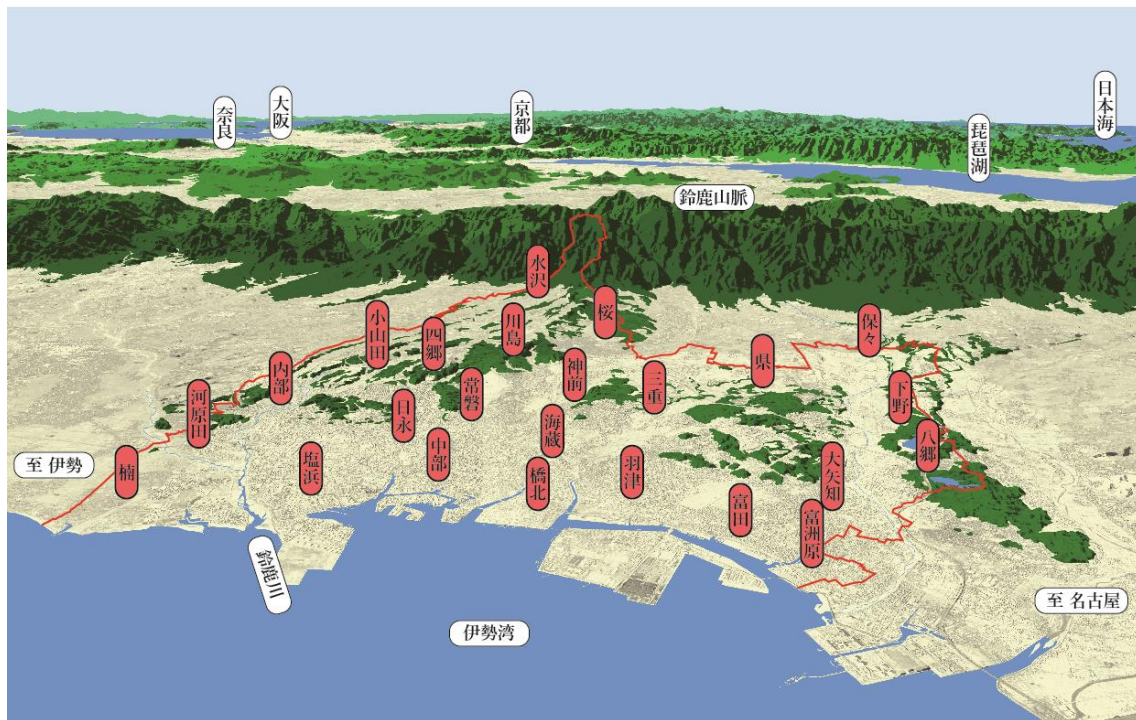 日本海
大阪
京都
奈良
琵琶湖
鈴鹿山脈
水沢
桜
小山田
四郷
川島
保々
県
内部
神前
三重
河原田
日永
常磐
下野
海蔵
八郷
中部
楠
至 伊勢
塩浜
橋北
羽津
大矢知
富田
富洲原
鈴鹿川
至 名古屋
伊勢湾